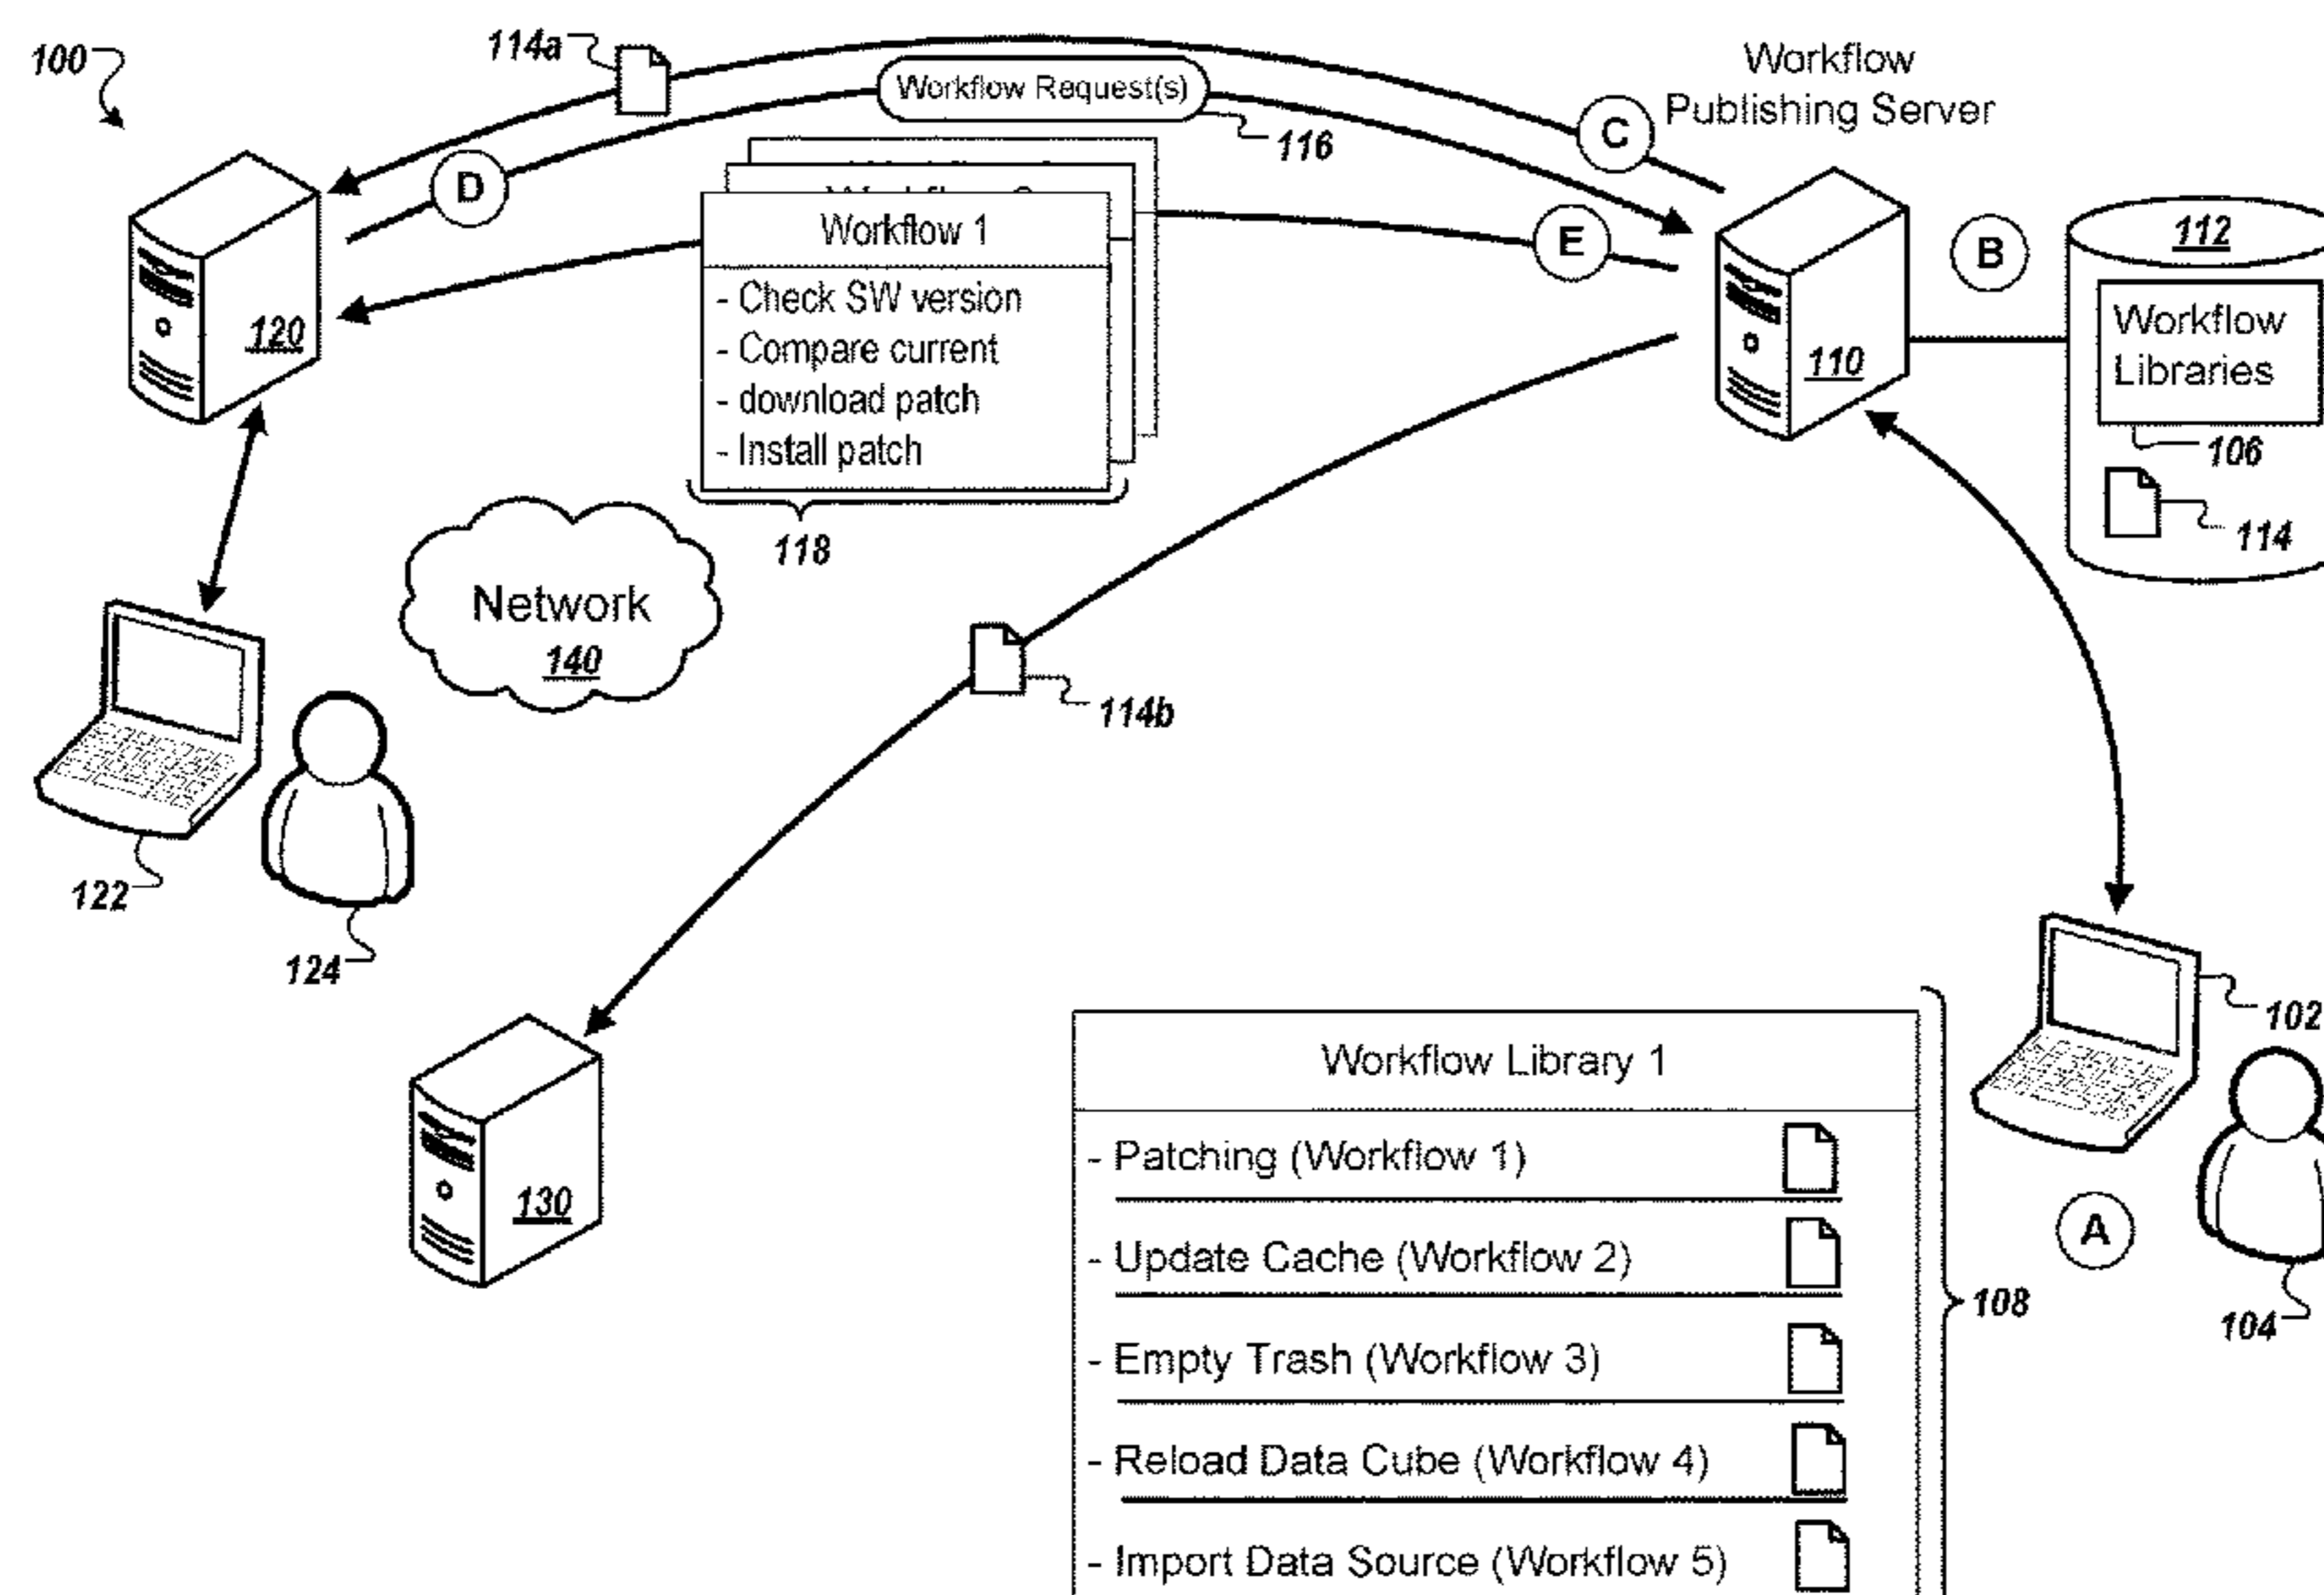 100
114a
Workflow Request(s)
116
C
Workflow
Publishing Server
D
E
B
112
Workflow
Libraries
106
114
120
110
Workflow 1
- Check SW version
- Compare current
- download patch
- Install patch
118
Network
140
114b
122
124
130
102
A
104
Workflow Library 1
- Patching (Workflow 1)
- Update Cache (Workflow 2)
- Empty Trash (Workflow 3)
- Reload Data Cube (Workflow 4)
- Import Data Source (Workflow 5)
108